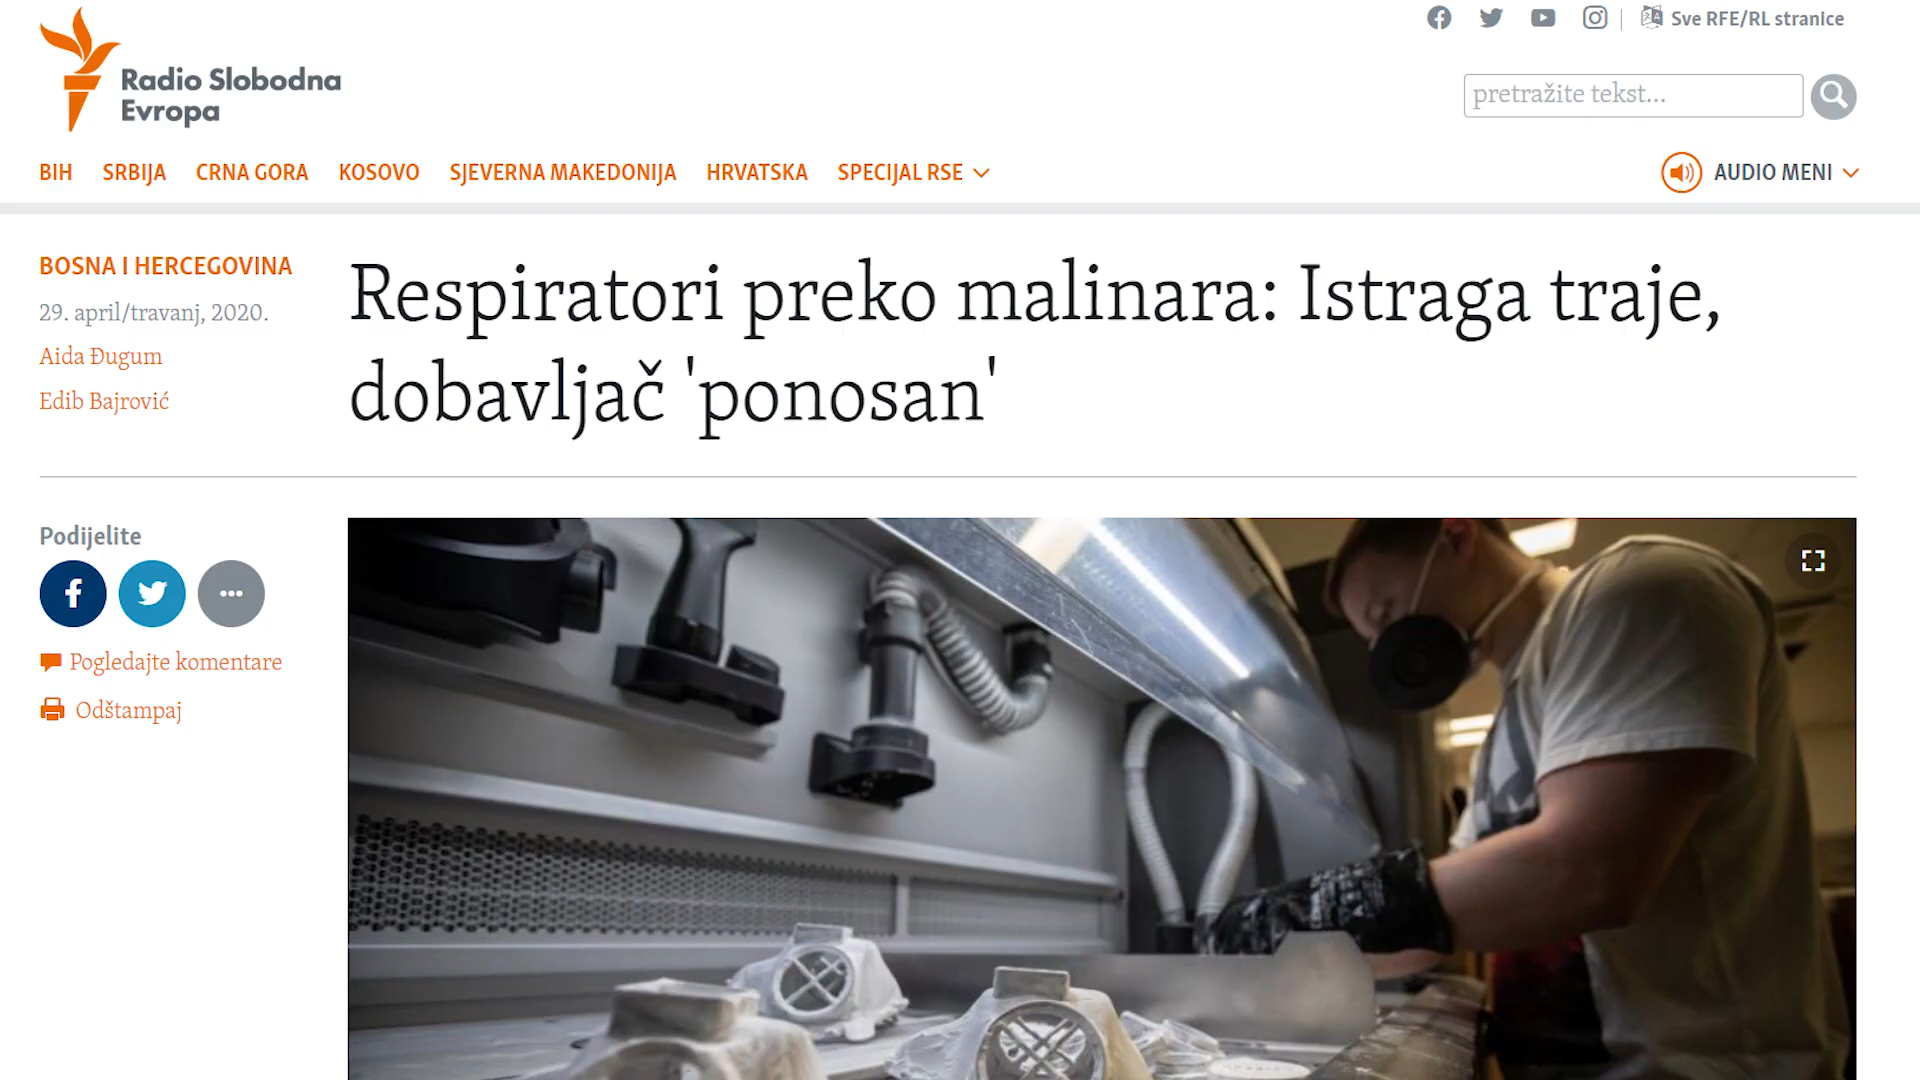 Sve RFE/RL stranice
Radio Slobodna
Evropa
pretražite tekst...
BIH SRBIJA CRNA GORA KOSOVO SJEVERNA MAKEDONIJA HRVATSKA SPECIJAL RSE
AUDIO MENI
BOSNA I HERCEGOVINA
29. april/travanj, 2020.
Aida Đugum
Edib Bajrović
Respiratori preko malinara: Istraga traje,
dobavljač 'ponosan'
Podijelite
Pogledajte komentare
Odštampaj